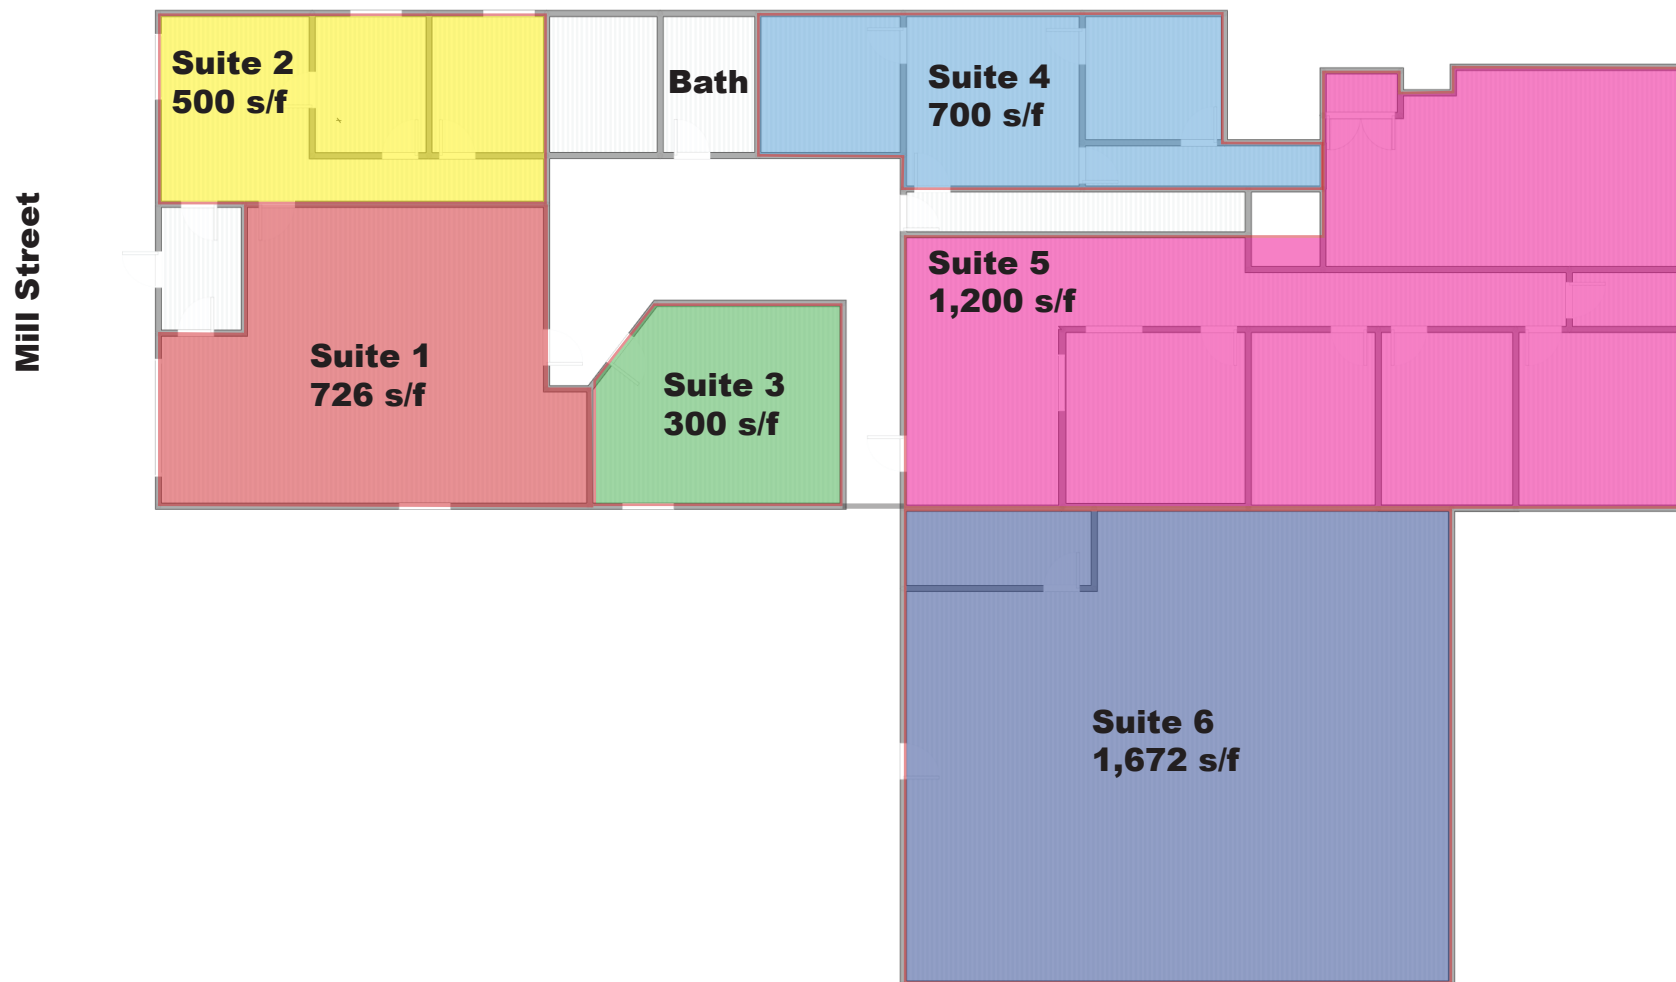 Mill Street
Suite 2
500 s/f
Bath
Suite 4
700 s/f
Suite 5
1,200 s/f
Suite 1
726 s/f
Suite 3
300 s/f
Suite 6
1,672 s/f